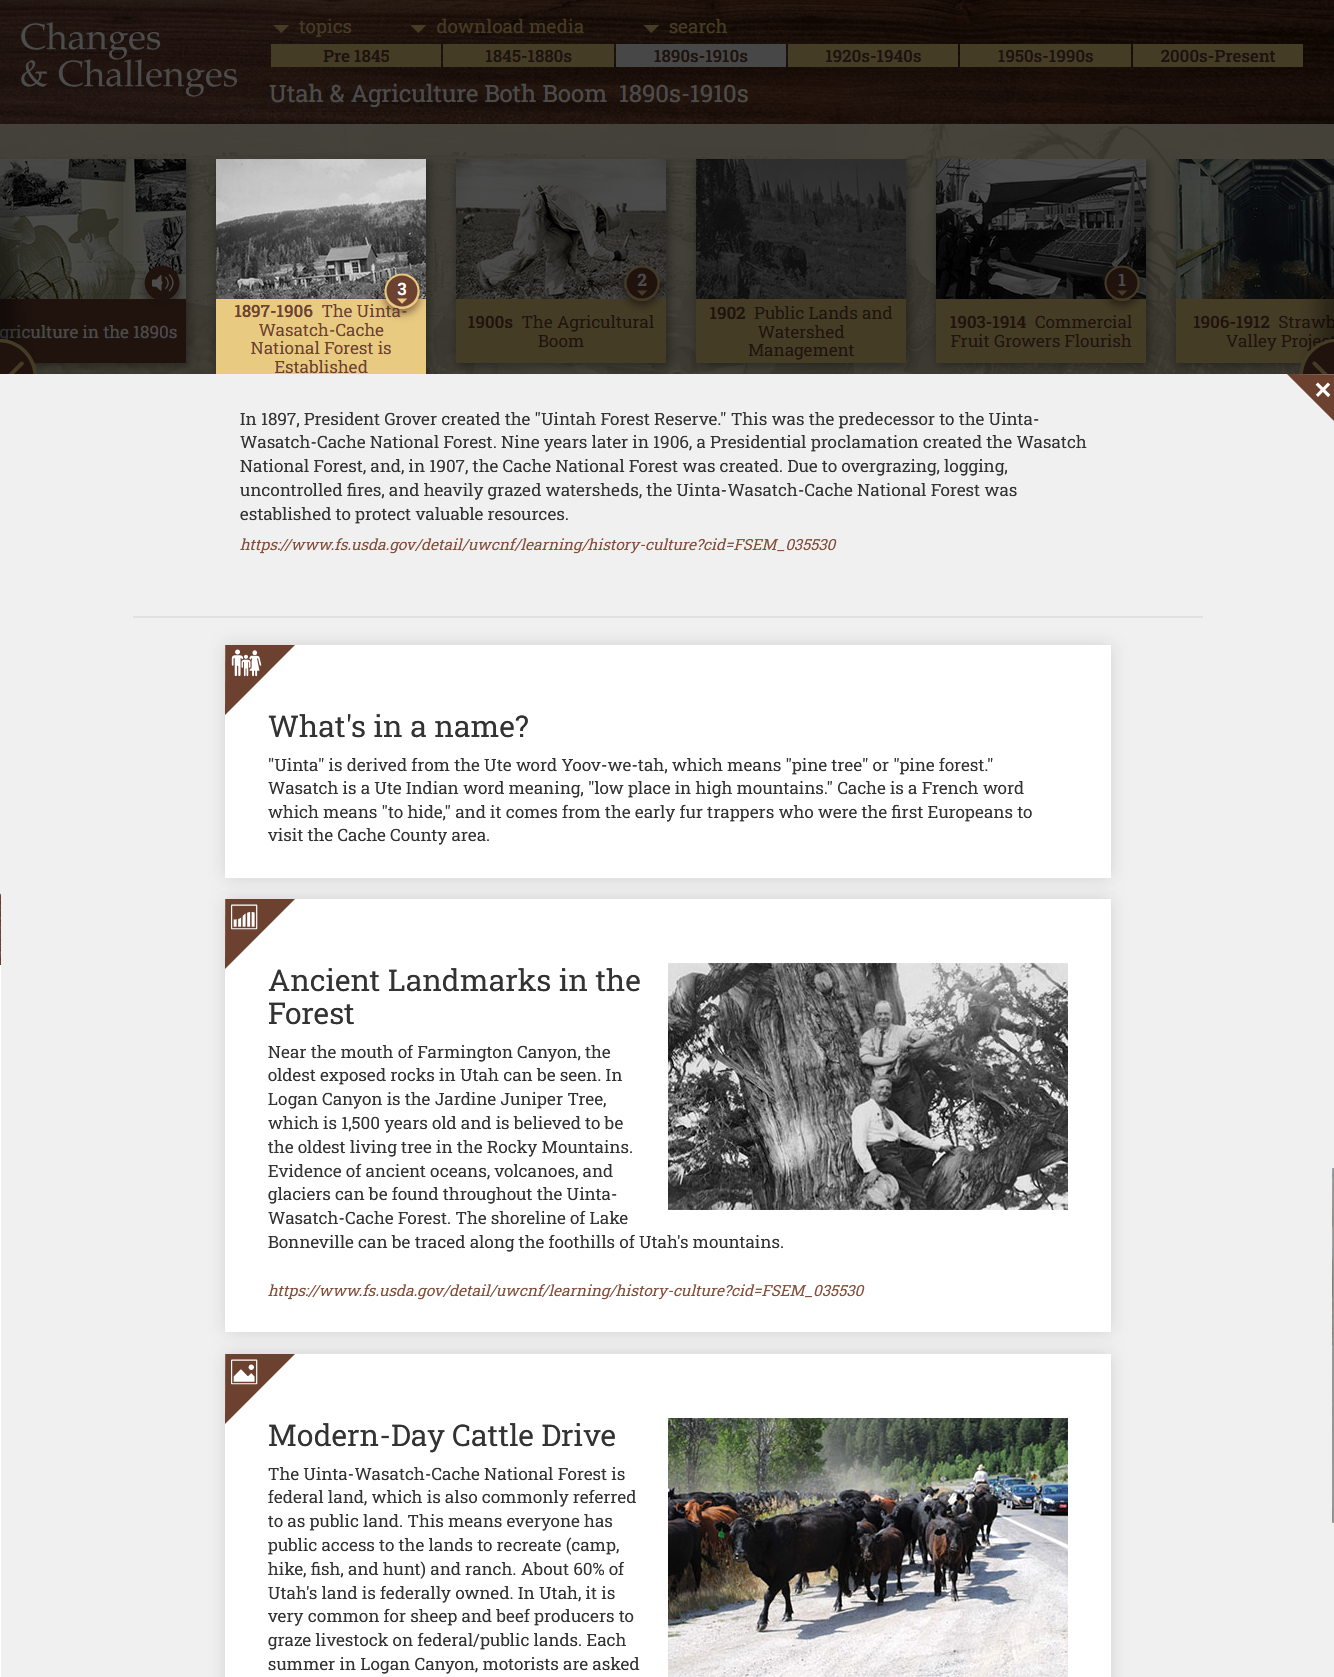 Changes
& Challenges
topics
download media
search
Pre 1845
1845-1880s
1890s-1910s
1920s-1940s
1950s-1990s
2000s-Present
Utah & Agriculture Both Boom 1890s-1910s
griculture in the 1890s
3
1897-1906 The Uinta-
Wasatch-Cache
National Forest is
Established
2
1900s The Agricultural
Boom
1902 Public Lands and
Watershed
Management
1
1903-1914 Commercial
Fruit Growers Flourish
1906-1912 Strawb
Valley Projec
In 1897, President Grover created the "Uintah Forest Reserve." This was the predecessor to the Uinta-
Wasatch-Cache National Forest. Nine years later in 1906, a Presidential proclamation created the Wasatch
National Forest, and, in 1907, the Cache National Forest was created. Due to overgrazing, logging,
uncontrolled fires, and heavily grazed watersheds, the Uinta-Wasatch-Cache National Forest was
established to protect valuable resources.
https://www.fs.usda.gov/detail/uwcnf/learning/history-culture?cid=FSEM_035530
What's in a name?
"Uinta" is derived from the Ute word Yoov-we-tah, which means "pine tree" or "pine forest."
Wasatch is a Ute Indian word meaning, "low place in high mountains." Cache is a French word
which means "to hide," and it comes from the early fur trappers who were the first Europeans to
visit the Cache County area.
Ancient Landmarks in the
Forest
Near the mouth of Farmington Canyon, the
oldest exposed rocks in Utah can be seen. In
Logan Canyon is the Jardine Juniper Tree,
which is 1,500 years old and is believed to be
the oldest living tree in the Rocky Mountains.
Evidence of ancient oceans, volcanoes, and
glaciers can be found throughout the Uinta-
Wasatch-Cache Forest. The shoreline of Lake
Bonneville can be traced along the foothills of Utah's mountains.
https://www.fs.usda.gov/detail/uwcnf/learning/history-culture?cid=FSEM_035530
Modern-Day Cattle Drive
The Uinta-Wasatch-Cache National Forest is
federal land, which is also commonly referred
to as public land. This means everyone has
public access to the lands to recreate (camp,
hike, fish, and hunt) and ranch. About 60% of
Utah's land is federally owned. In Utah, it is
very common for sheep and beef producers to
graze livestock on federal/public lands. Each
summer in Logan Canyon, motorists are asked